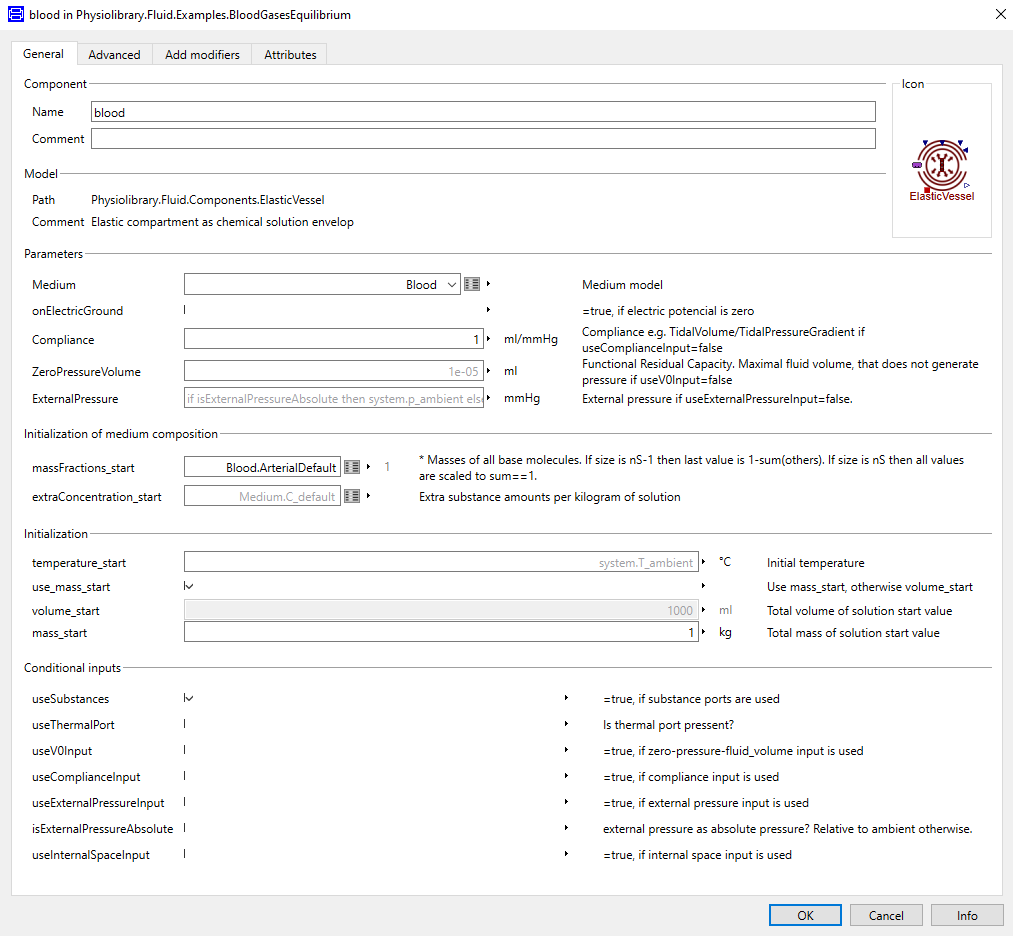 blood in Physiolibrary.Fluid.Examples.BloodGasesEquilibrium
General Advanced Add modifiers Attributes
Component
Icon
Name blood
Comment
ElasticVessel
Model
Path Physiolibrary.Fluid.Components.ElasticVessel
Comment Elastic compartment as chemical solution envelop
Parameters
Medium Blood Medium model
onElectricGround =true, if electric potencial is zero
Compliance 1 ml/mmHg Compliance e.g. TidalVolume/TidalPressureGradient if
useComplianceInput=false
ZeroPressureVolume 1e-05 ml Functional Residual Capacity. Maximal fluid volume, that does not generate
pressure if useV0Input=false
ExternalPressure if isExternalPressureAbsolute then system.p_ambient else mmHg External pressure if useExternalPressureInput=false.
Initialization of medium composition
massFractions_start Blood.ArterialDefault 1 * Masses of all base molecules. If size is nS-1 then last value is 1-sum(others). If size is nS then all values
are scaled to sum==1.
extraConcentration_start Medium.C_default Extra substance amounts per kilogram of solution
Initialization
temperature_start system.T_ambient °C Initial temperature
use_mass_start Use mass_start, otherwise volume_start
volume_start 1000 ml Total volume of solution start value
mass_start 1 kg Total mass of solution start value
Conditional inputs
useSubstances =true, if substance ports are used
useThermalPort Is thermal port pressent?
useV0Input =true, if zero-pressure-fluid_volume input is used
useComplianceInput =true, if compliance input is used
useExternalPressureInput =true, if external pressure input is used
isExternalPressureAbsolute external pressure as absolute pressure? Relative to ambient otherwise.
useInternalSpaceInput =true, if internal space input is used
OK Cancel Info